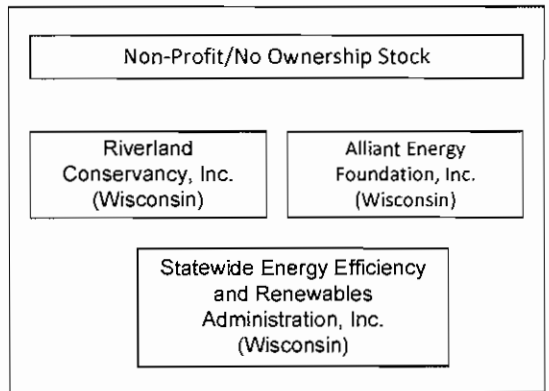 Non-Profit/No Ownership Stock
Riverland
Conservancy, Inc.
(Wisconsin)
Alliant Energy
Foundation, Inc.
(Wisconsin)
Statewide Energy Efficiency
and Renewables
Administration, Inc.
(Wisconsin)